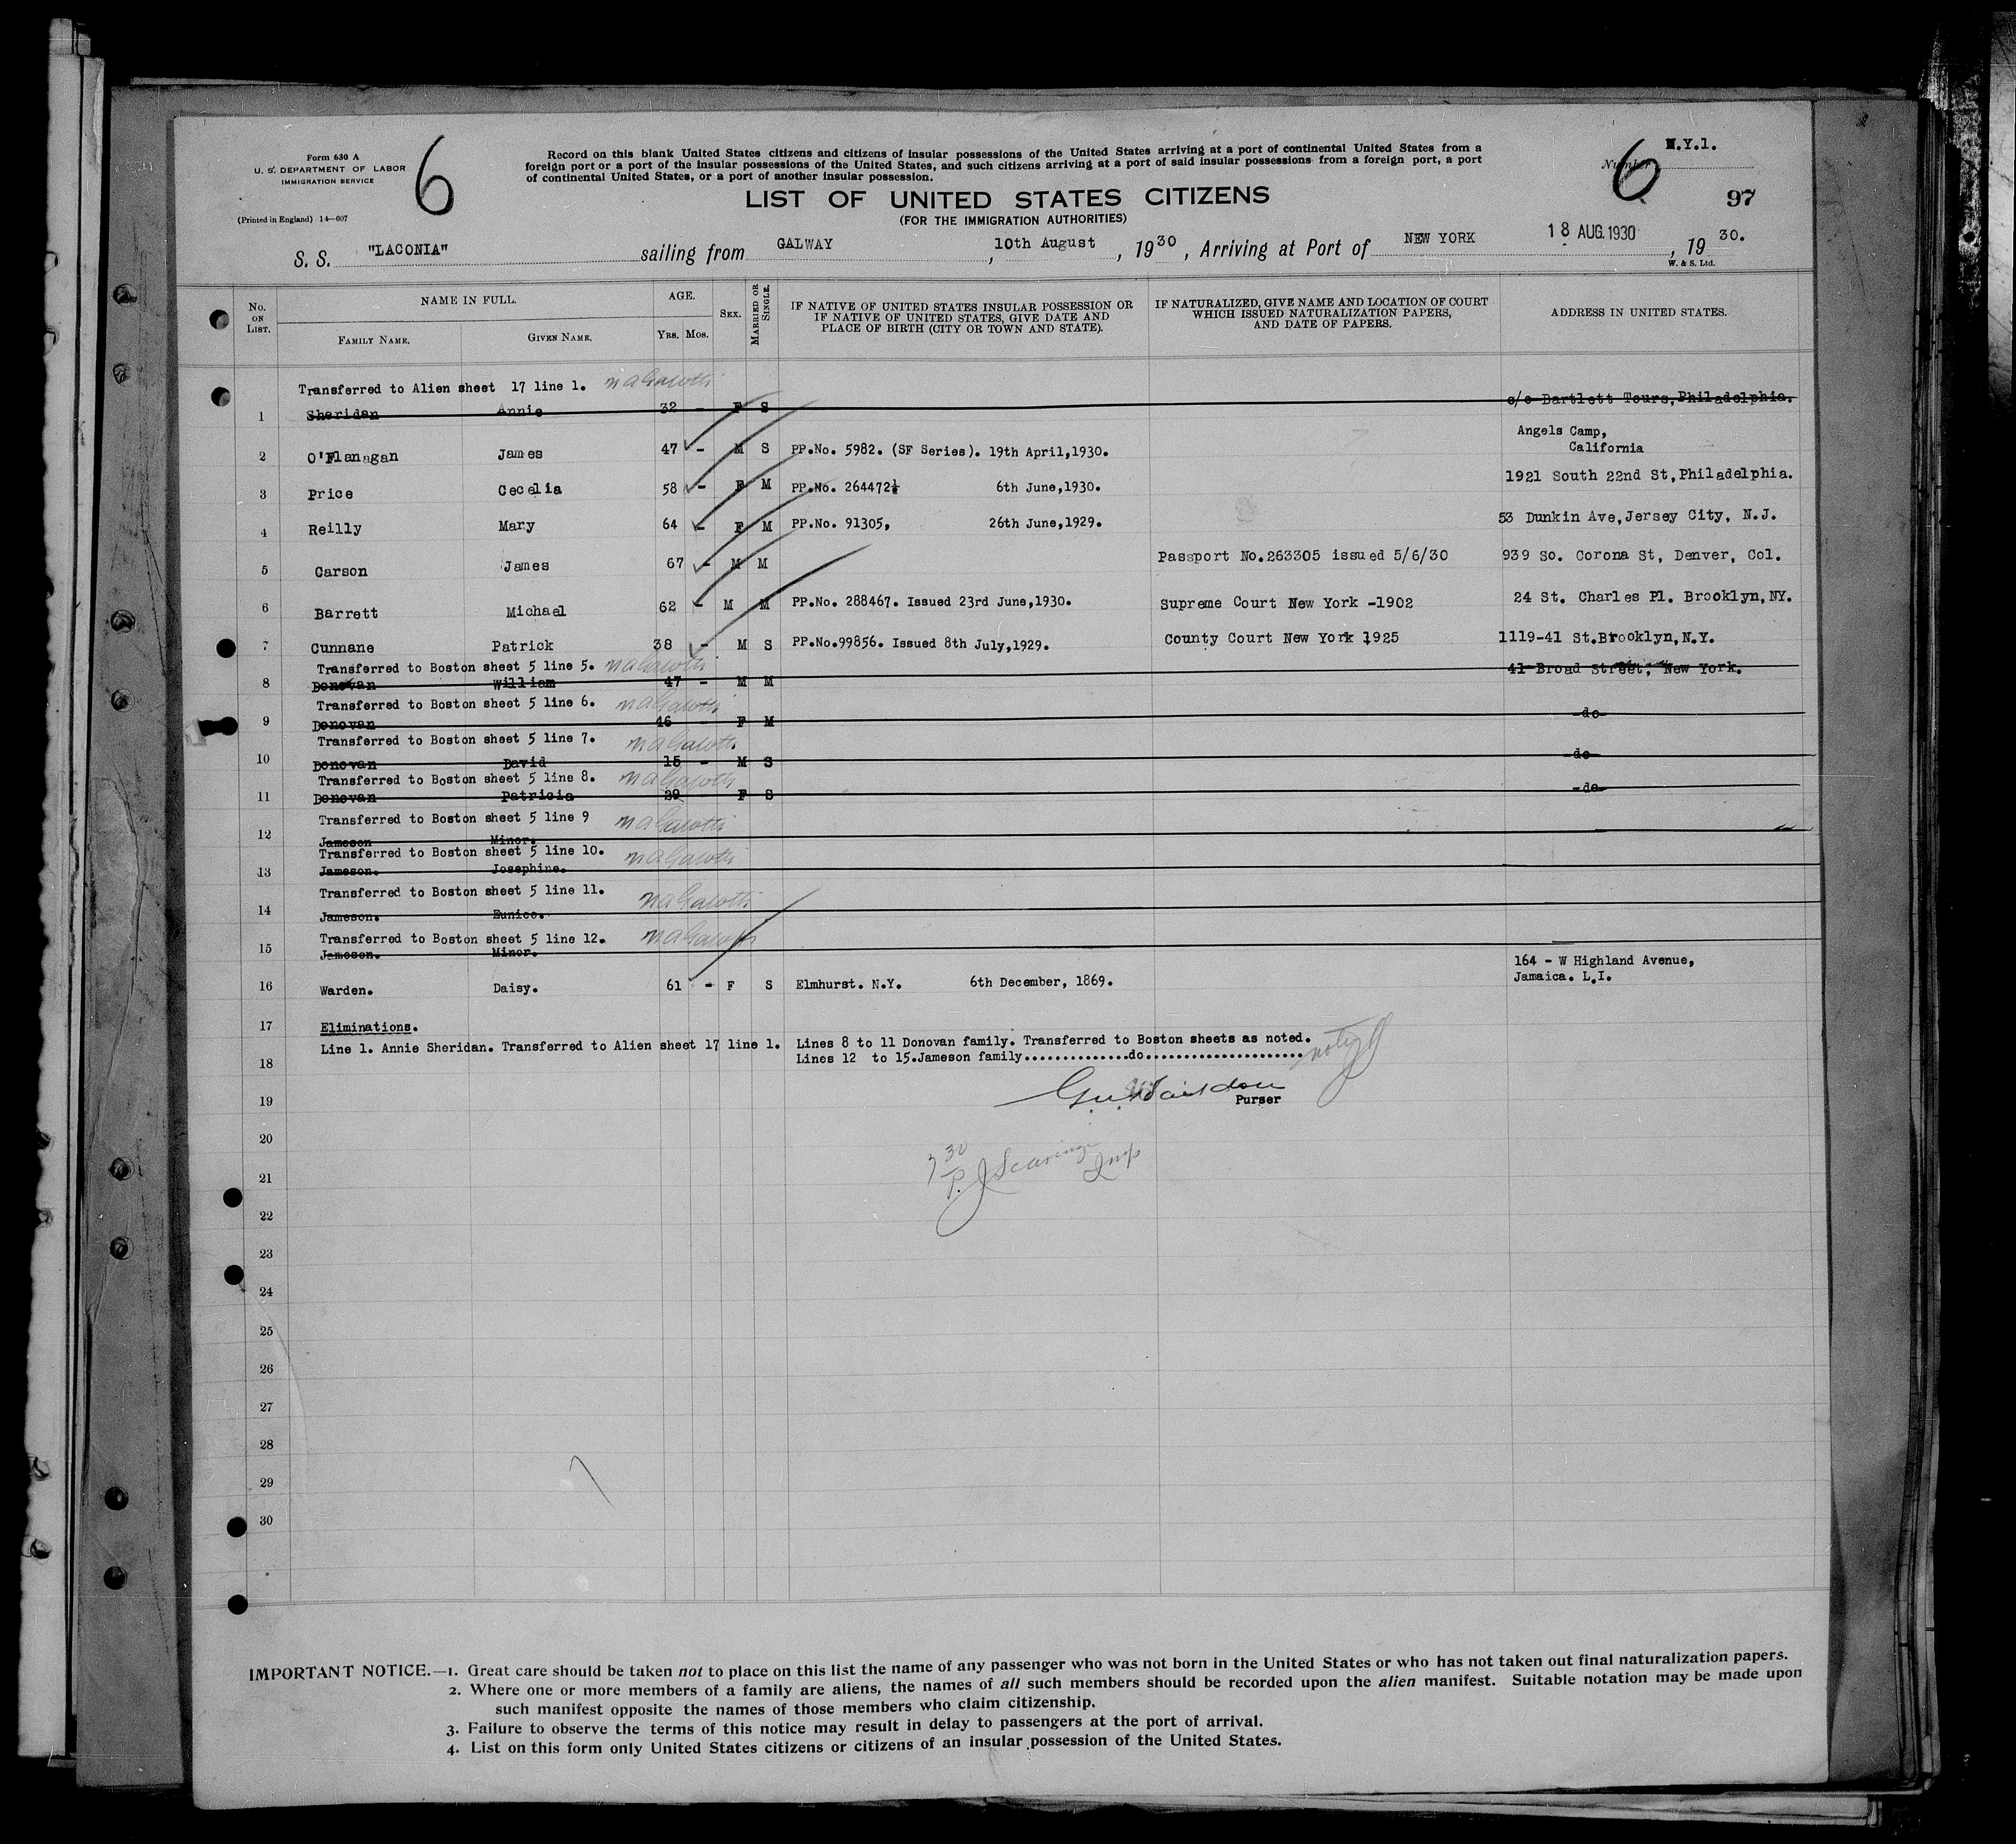 Form 630 A
U. S. DEPARTMENT OF LABOR
IMMIGRATION SERVICE
(Printed in England) 14—607
6
Record on this blank United States citizens and citizens of insular possessions of the United States arriving at a port of continental United States from a
foreign port or a port of the insular possessions of the United States, and such citizens arriving at a port of said insular possessions from a foreign port, a port
of continental United States, or a port of another insular possession.
LIST OF UNITED STATES CITIZENS
(FOR THE IMMIGRATION AUTHORITIES)
N.Y.1.
Number
6
97
S. S. "LACONIA" sailing from GALWAY, 10th August, 1930, Arriving at Port of NEW YORK 18 AUG. 1930, 1930.
W. & S. Ltd.
No. ON LIST. NAME IN FULL. AGE. SEX. MARRIED OR SINGLE. IF NATIVE OF UNITED STATES INSULAR POSSESSION OR IF NATIVE OF UNITED STATES, GIVE DATE AND PLACE OF BIRTH (CITY OR TOWN AND STATE). IF NATURALIZED, GIVE NAME AND LOCATION OF COURT WHICH ISSUED NATURALIZATION PAPERS, AND DATE OF PAPERS. ADDRESS IN UNITED STATES.
FAMILY NAME. GIVEN NAME. YRS. MOS.
Transferred to Alien sheet 17 line 1.
1 Sheridan Annie 32 - F S c/o Bartlett Tours, Philadelphia.
2 O'Flanagan James 47 - M S PP.No. 5982. (SF Series). 19th April,1930. Angels Camp, California
3 Price Cecelia 58 - F M PP.No. 264472½ 6th June,1930. 1921 South 22nd St,Philadelphia.
4 Reilly Mary 64 - F M PP.No. 91305, 26th June,1929. 53 Dunkin Ave,Jersey City, N.J.
5 Carson James 67 - M M Passport No.263305 issued 5/6/30 939 So. Corona St, Denver, Col.
6 Barrett Michael 62 - M M PP.No. 288467. Issued 23rd June,1930. Supreme Court New York -1902 24 St. Charles Pl. Brooklyn,NY.
7 Cunnane Patrick 38 - M S PP.No.99856. Issued 8th July,1929. County Court New York 1925 1119-41 St.Brooklyn,N.Y.
Transferred to Boston sheet 5 line 5.
8 Donovan William 47 - M M 41 Broad Street, New York.
Transferred to Boston sheet 5 line 6.
9 Donovan 46 - F M -do-
Transferred to Boston sheet 5 line 7.
10 Donovan David 15 - M S -do-
Transferred to Boston sheet 5 line 8.
11 Donovan Patricia 29 - F S -do-
Transferred to Boston sheet 5 line 9
12 Jameson Minor.
Transferred to Boston sheet 5 line 10.
13 Jameson. Josephine.
Transferred to Boston sheet 5 line 11.
14 Jameson. Eunice.
Transferred to Boston sheet 5 line 12.
15 Jameson. Minor.
16 Warden. Daisy. 61 - F S Elmhurst. N.Y. 6th December, 1869. 164 - W Highland Avenue, Jamaica. L.I.
17 Eliminations.
Line 1. Annie Sheridan. Transferred to Alien sheet 17 line 1. Lines 8 to 11 Donovan family. Transferred to Boston sheets as noted.
18 Lines 12 to 15.Jameson family...............do......................
19 Purser
20
21
22
23
24
25
26
27
28
29
30
IMPORTANT NOTICE.—1. Great care should be taken not to place on this list the name of any passenger who was not born in the United States or who has not taken out final naturalization papers.
2. Where one or more members of a family are aliens, the names of all such members should be recorded upon the alien manifest. Suitable notation may be made upon
such manifest opposite the names of those members who claim citizenship.
3. Failure to observe the terms of this notice may result in delay to passengers at the port of arrival.
4. List on this form only United States citizens or citizens of an insular possession of the United States.